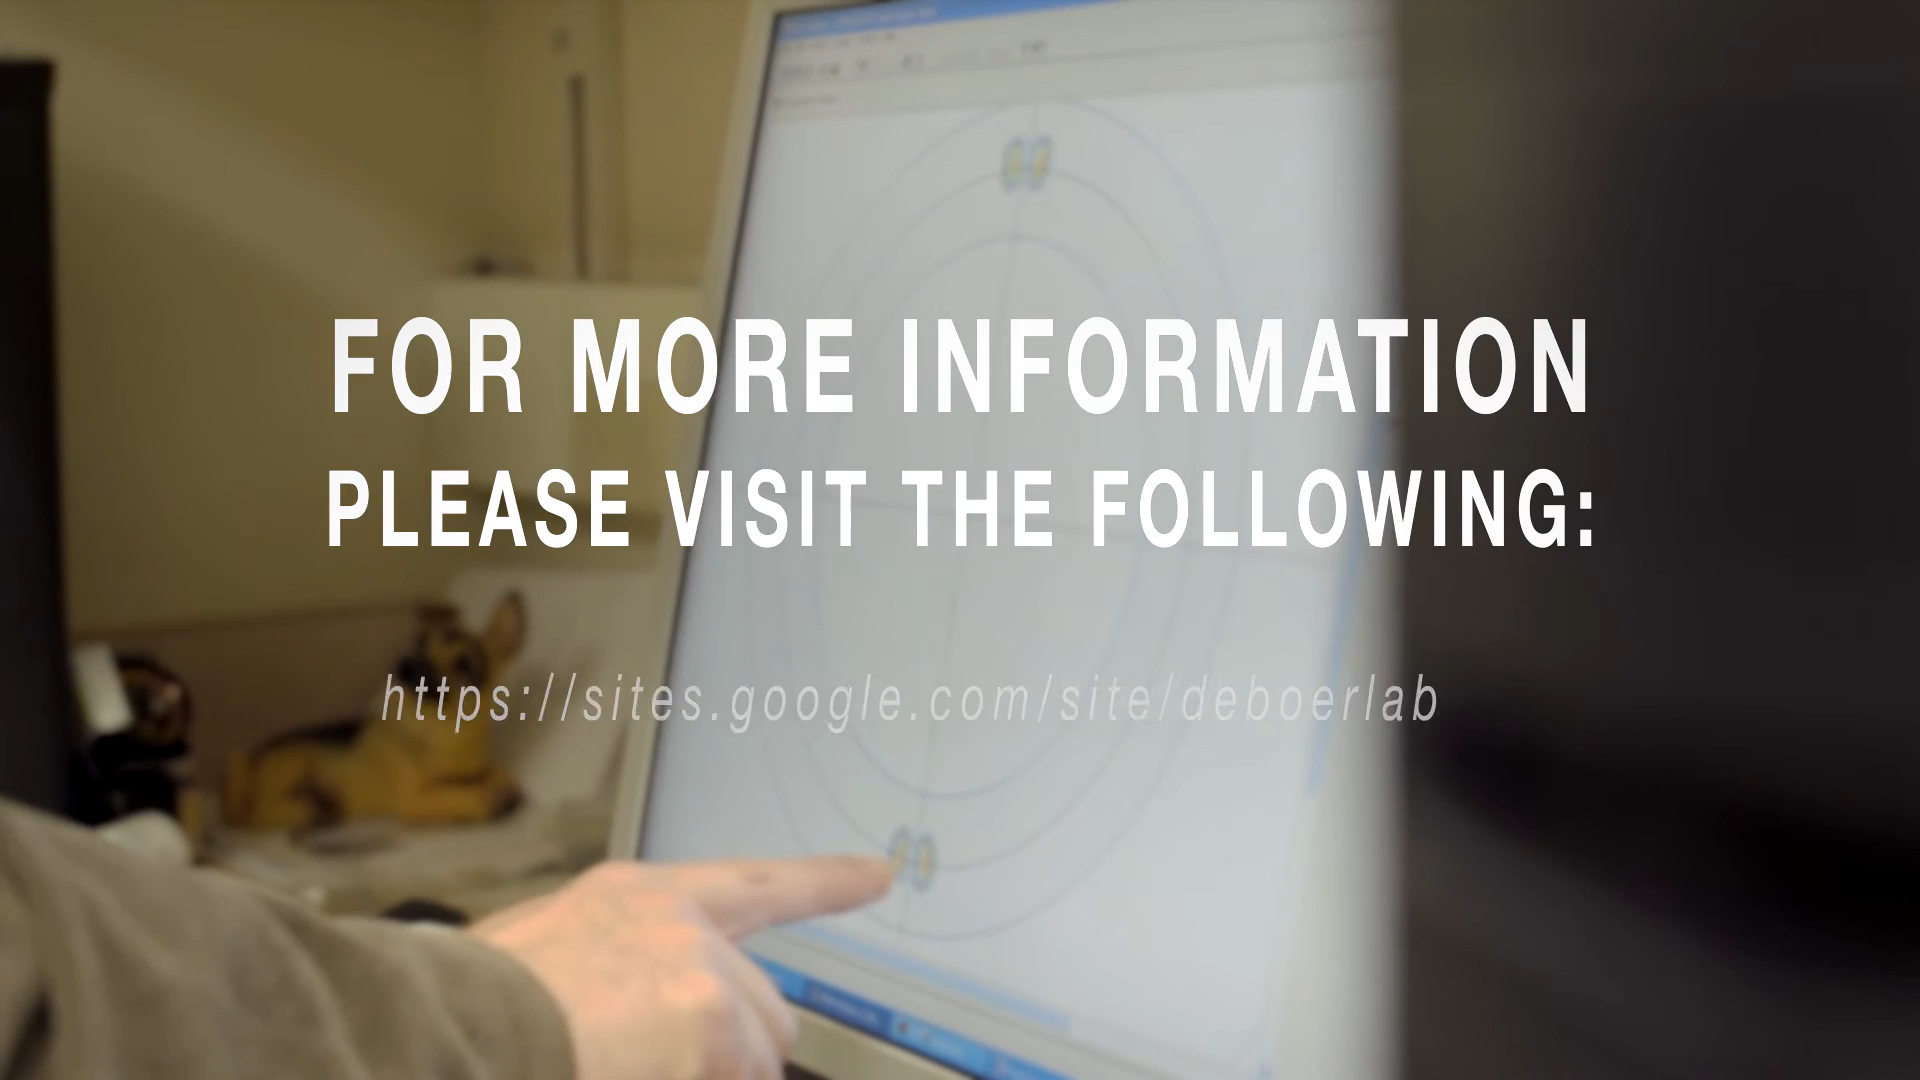 FOR MORE INFORMATION
PLEASE VISIT THE FOLLOWING:
https://sites.google.com/site/deboerlab